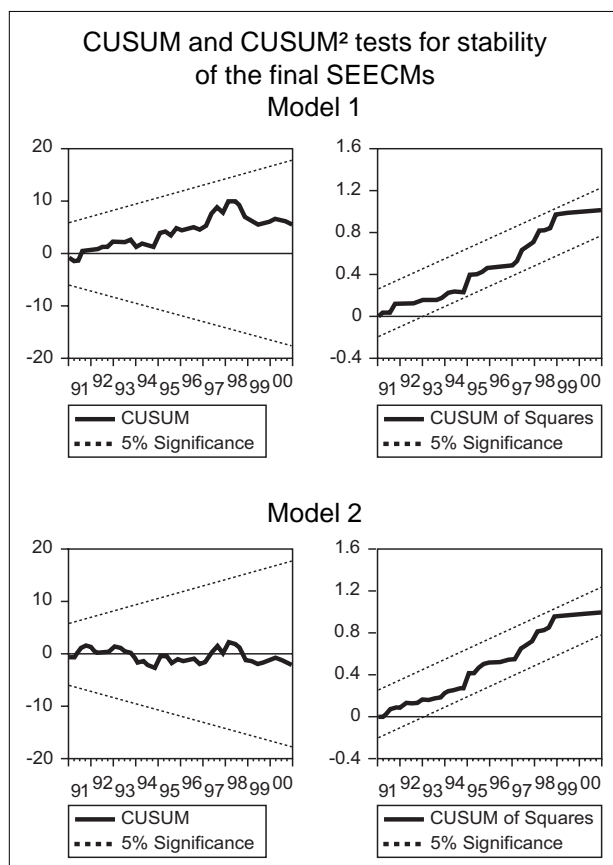 CUSUM and CUSUM² tests for stability
of the final SEECMs
Model 1
20
10
0
-10
-20
91 92 93 94 95 96 97 98 99 00
CUSUM
5% Significance
1.6
1.2
0.8
0.4
0
-0.4
91 92 93 94 95 96 97 98 99 00
CUSUM of Squares
5% Significance
Model 2
20
10
0
-10
-20
91 92 93 94 95 96 97 98 99 00
CUSUM
5% Significance
1.6
1.2
0.8
0.4
0
-0.4
91 92 93 94 95 96 97 98 99 00
CUSUM of Squares
5% Significance